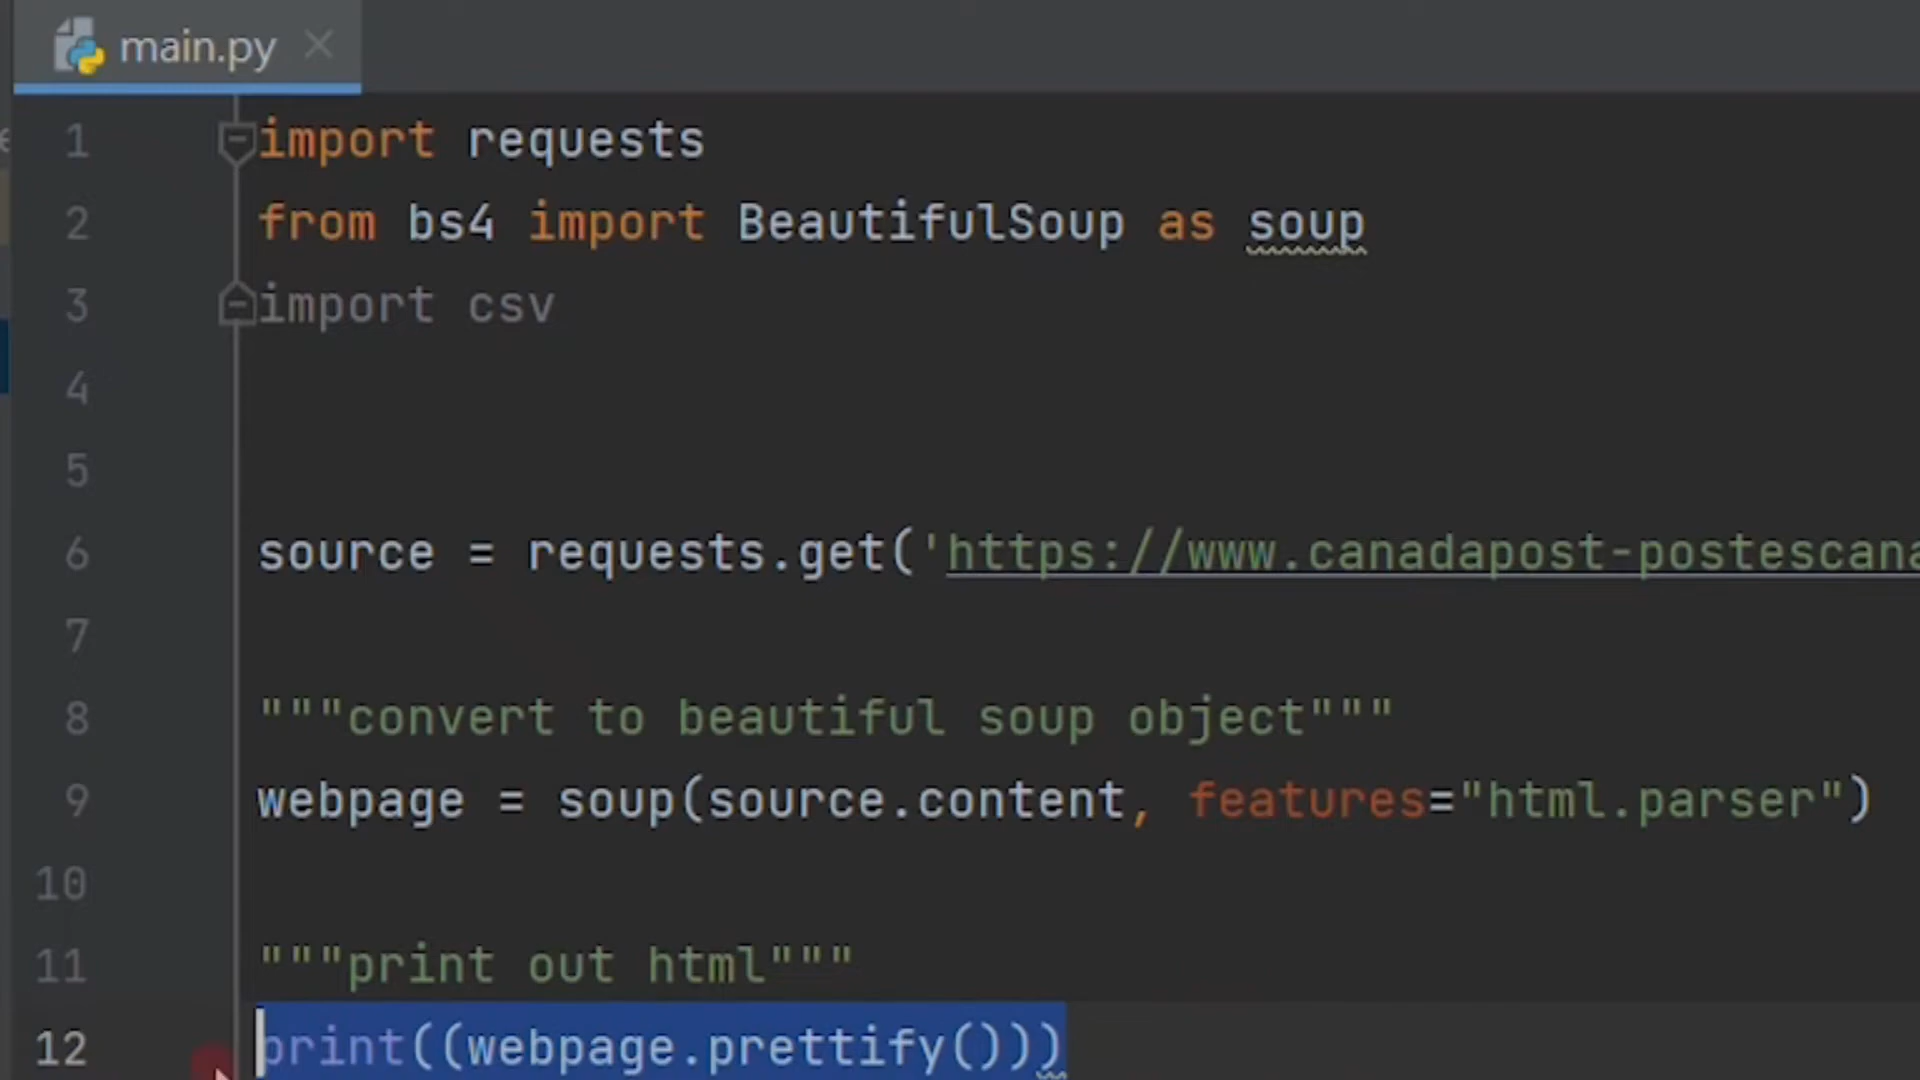 main.py
1 import requests
2 from bs4 import BeautifulSoup as soup
3 import csv
4
5
6 source = requests.get('https://www.canadapost-postescana
7
8 """convert to beautiful soup object"""
9 webpage = soup(source.content, features="html.parser")
10
11 """print out html"""
12 print((webpage.prettify()))